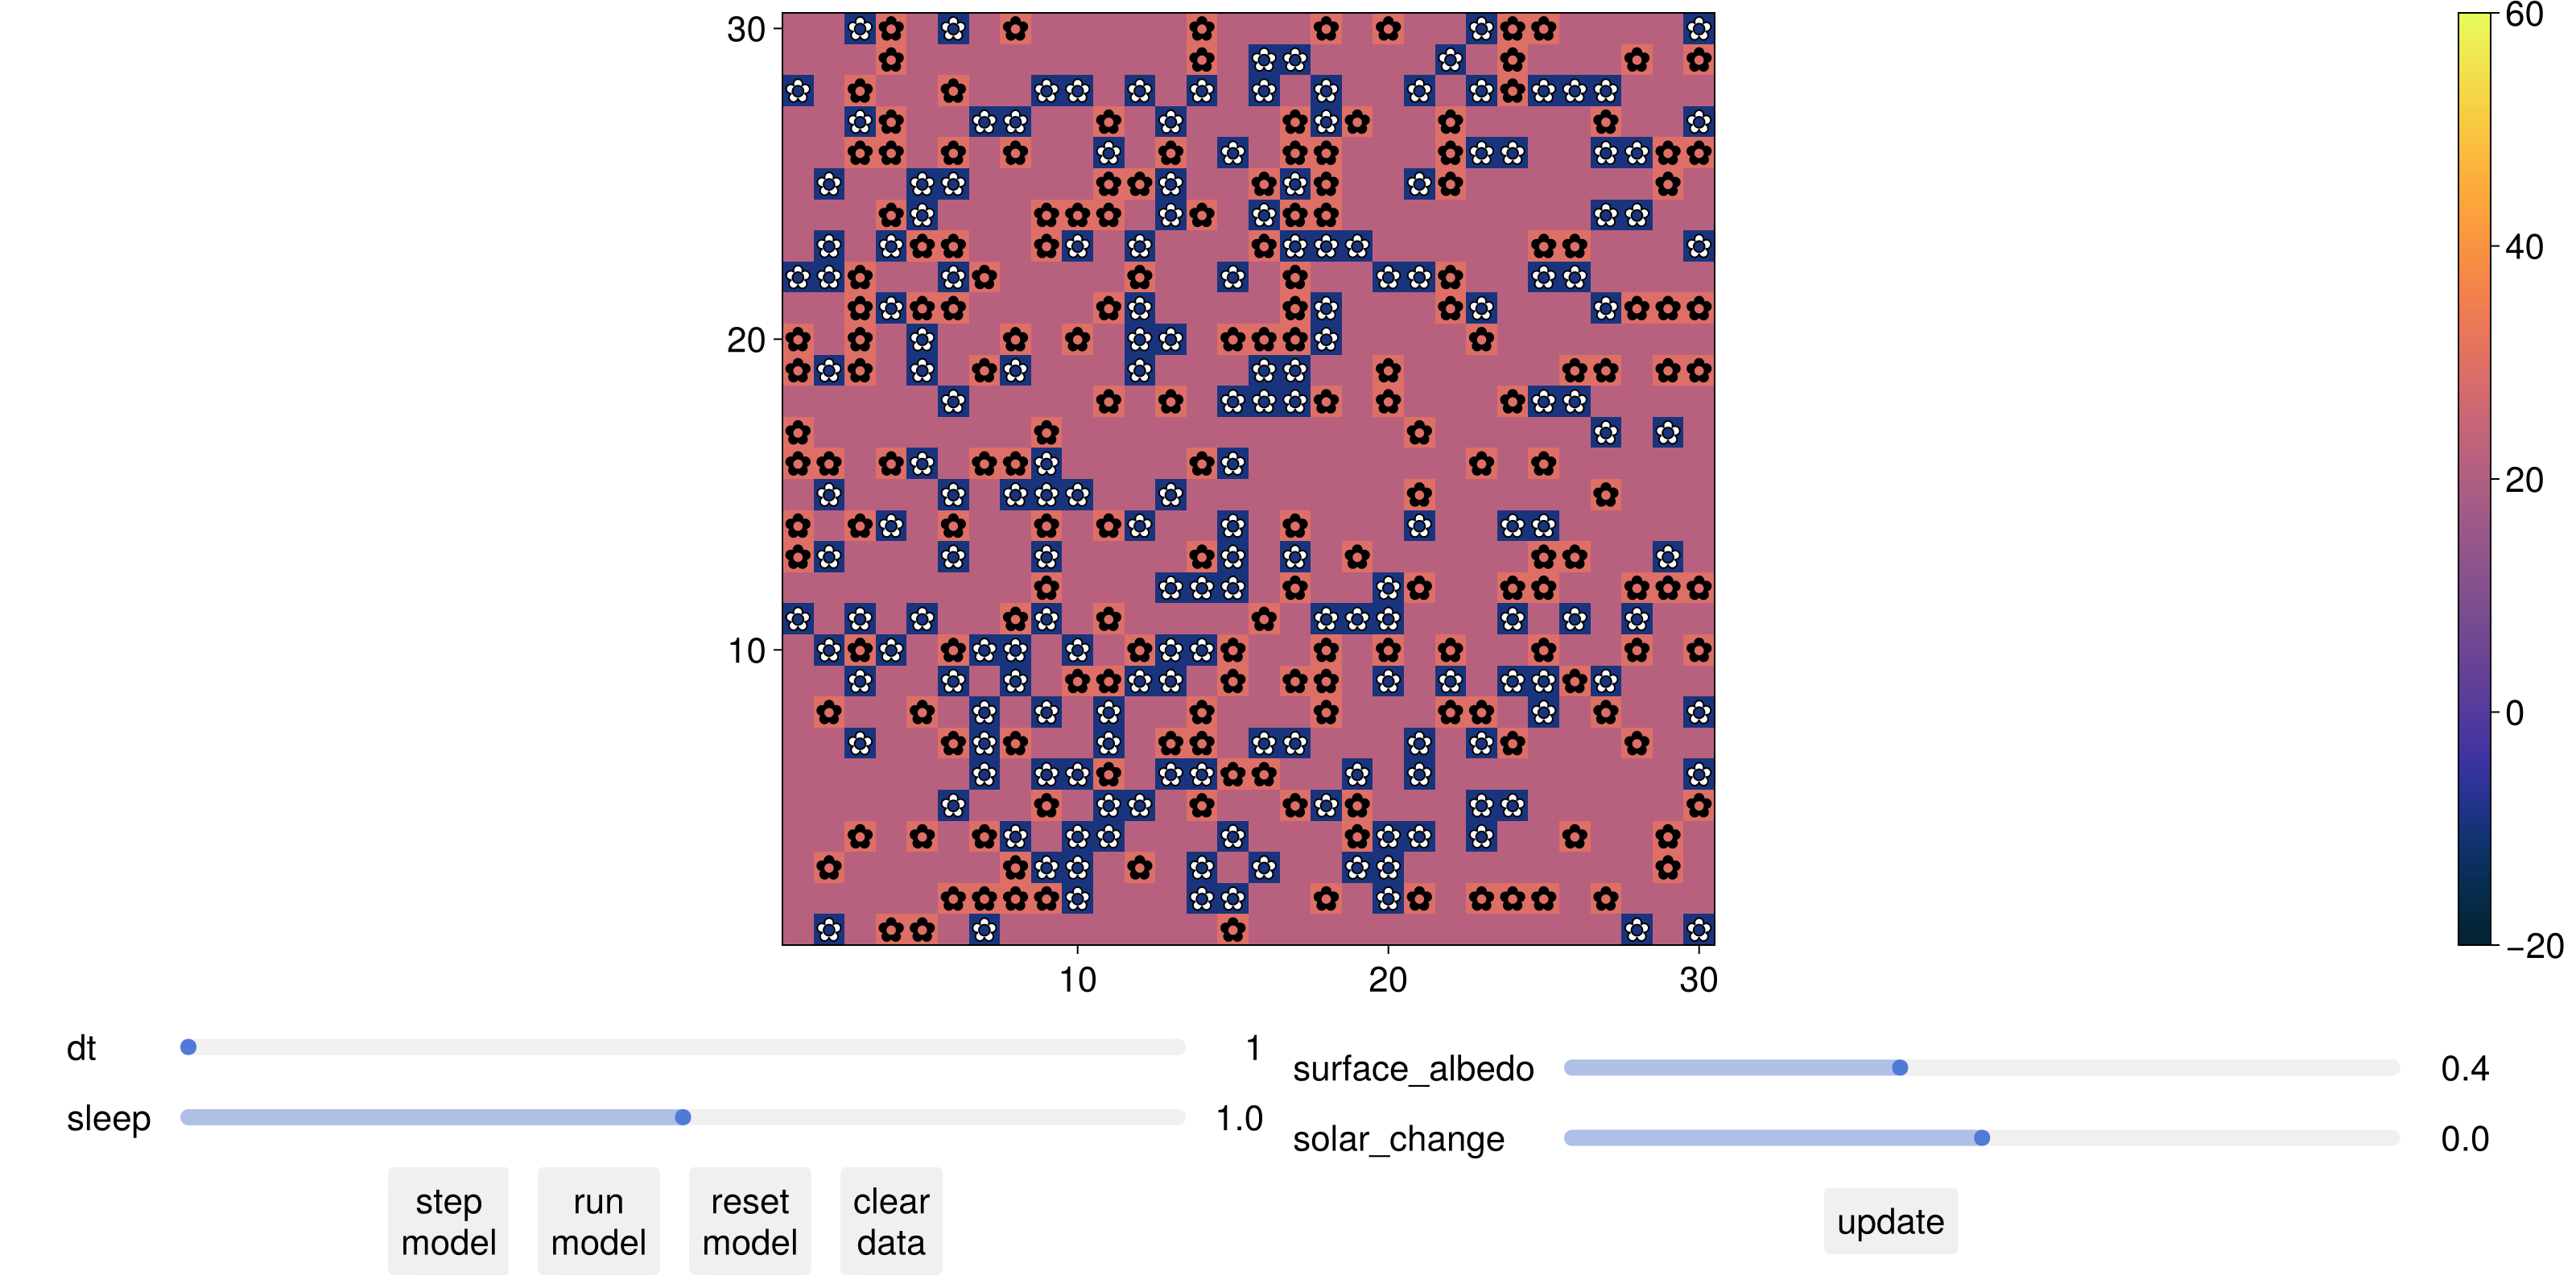 30
20
10
10
20
30
60
40
20
0
−20
dt
1
sleep
1.0
surface_albedo
0.4
solar_change
0.0
step
model
run
model
reset
model
clear
data
update